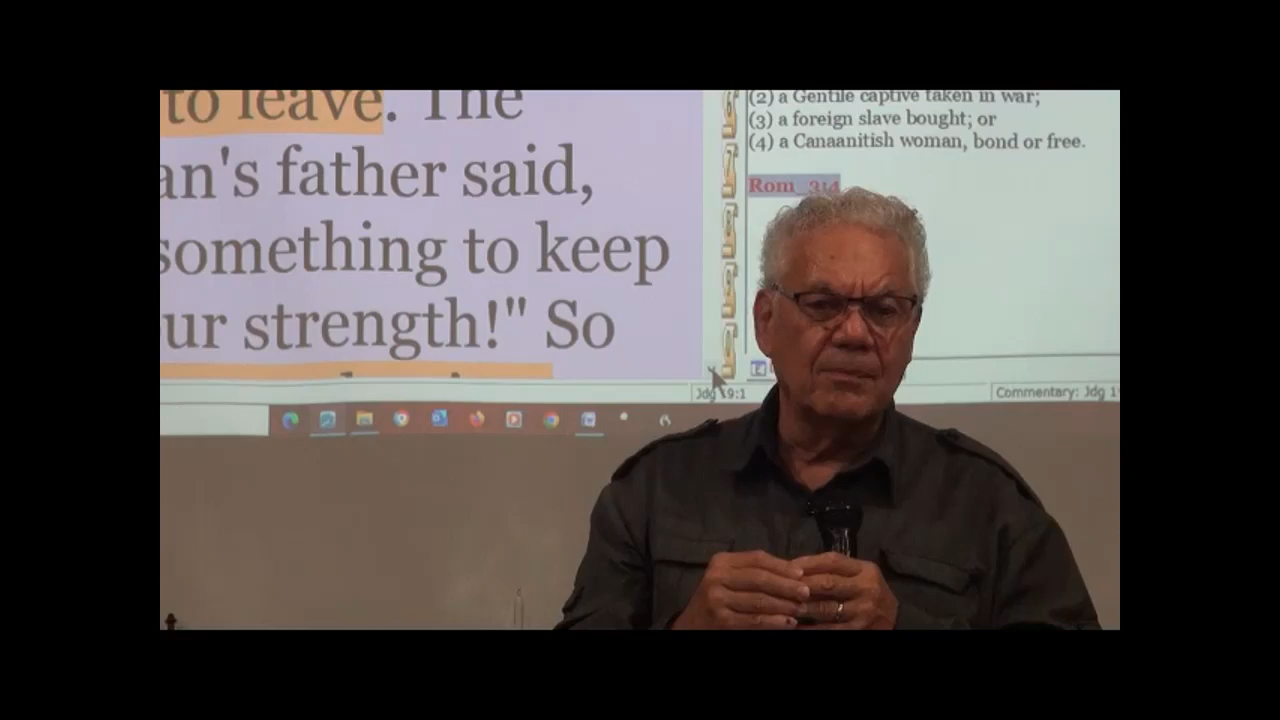 to leave. The
an's father said,
something to keep
ur strength!" So
(2) a Gentile captive taken in war;
(3) a foreign slave bought; or
(4) a Canaanitish woman, bond or free.
Rom_3:4
Jdg 19:1
Commentary: Jdg 1